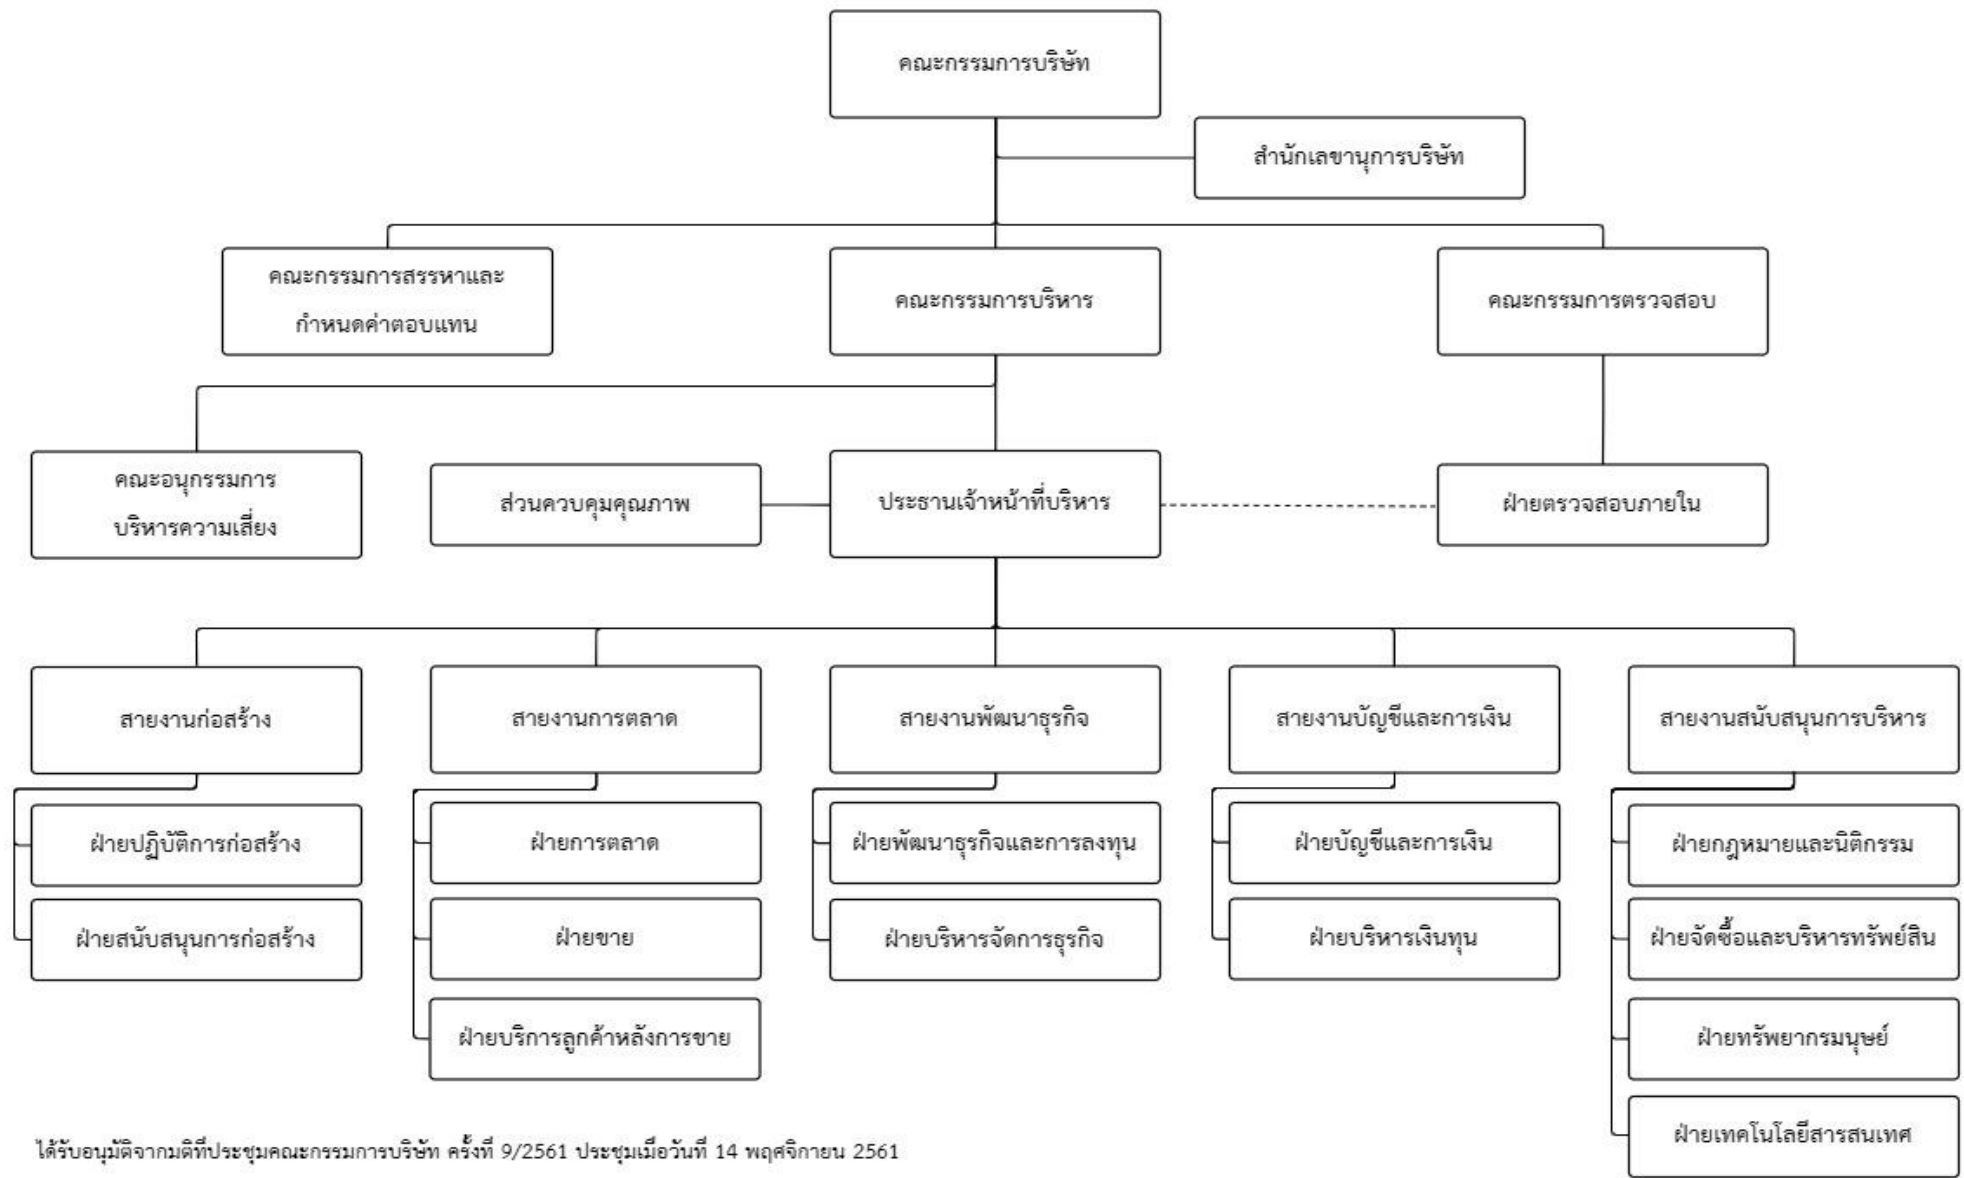 คณะกรรมการบริษัท
สำนักเลขานุการบริษัท
คณะกรรมการสรรหาและ
กำหนดค่าตอบแทน
คณะกรรมการบริหาร
คณะกรรมการตรวจสอบ
คณะอนุกรรมการ
บริหารความเสี่ยง
ส่วนควบคุมคุณภาพ
ประธานเจ้าหน้าที่บริหาร
ฝ่ายตรวจสอบภายใน
สายงานก่อสร้าง
สายงานการตลาด
สายงานพัฒนาธุรกิจ
สายงานบัญชีและการเงิน
สายงานสนับสนุนการบริหาร
ฝ่ายปฏิบัติการก่อสร้าง
ฝ่ายการตลาด
ฝ่ายพัฒนาธุรกิจและการลงทุน
ฝ่ายบัญชีและการเงิน
ฝ่ายกฎหมายและนิติกรรม
ฝ่ายสนับสนุนการก่อสร้าง
ฝ่ายขาย
ฝ่ายบริหารจัดการธุรกิจ
ฝ่ายบริหารเงินทุน
ฝ่ายจัดซื้อและบริหารทรัพย์สิน
ฝ่ายบริการลูกค้าหลังการขาย
ฝ่ายทรัพยากรมนุษย์
ฝ่ายเทคโนโลยีสารสนเทศ
ได้รับอนุมัติจากมติที่ประชุมคณะกรรมการบริษัท ครั้งที่ 9/2561 ประชุมเมื่อวันที่ 14 พฤศจิกายน 2561